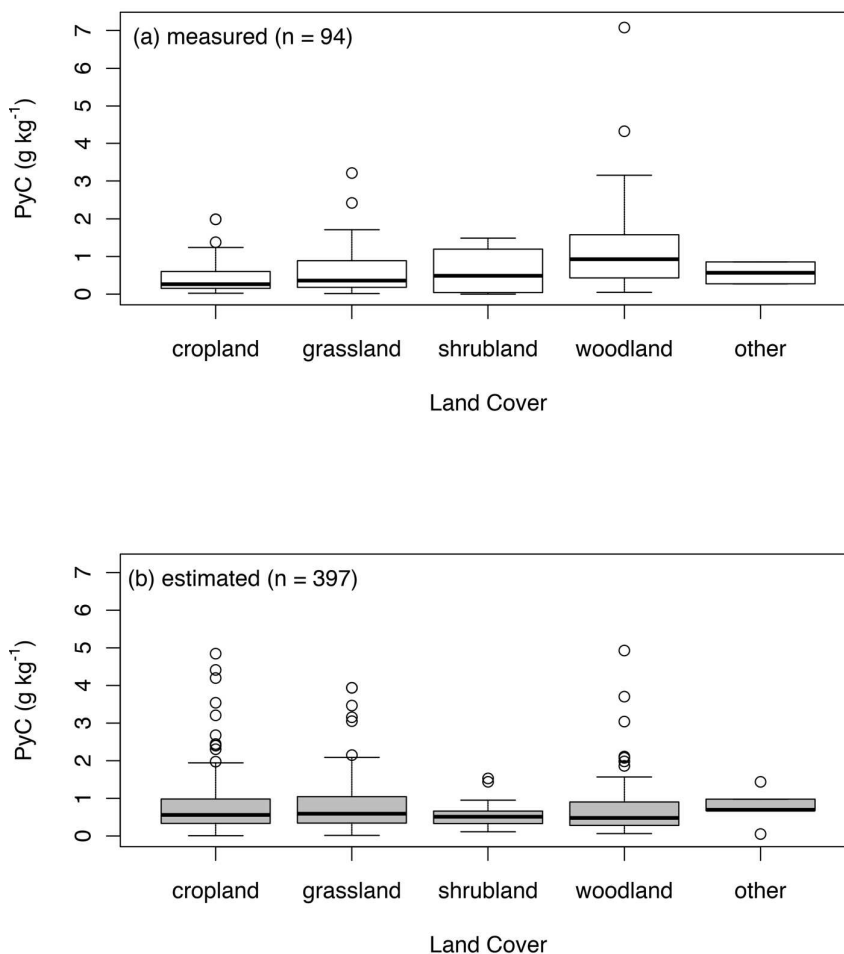 (a) measured (n = 94)
7
6
5
4
3
2
1
0
PyC (g kg⁻¹)
cropland grassland shrubland woodland other
Land Cover
(b) estimated (n = 397)
7
6
5
4
3
2
1
0
PyC (g kg⁻¹)
cropland grassland shrubland woodland other
Land Cover